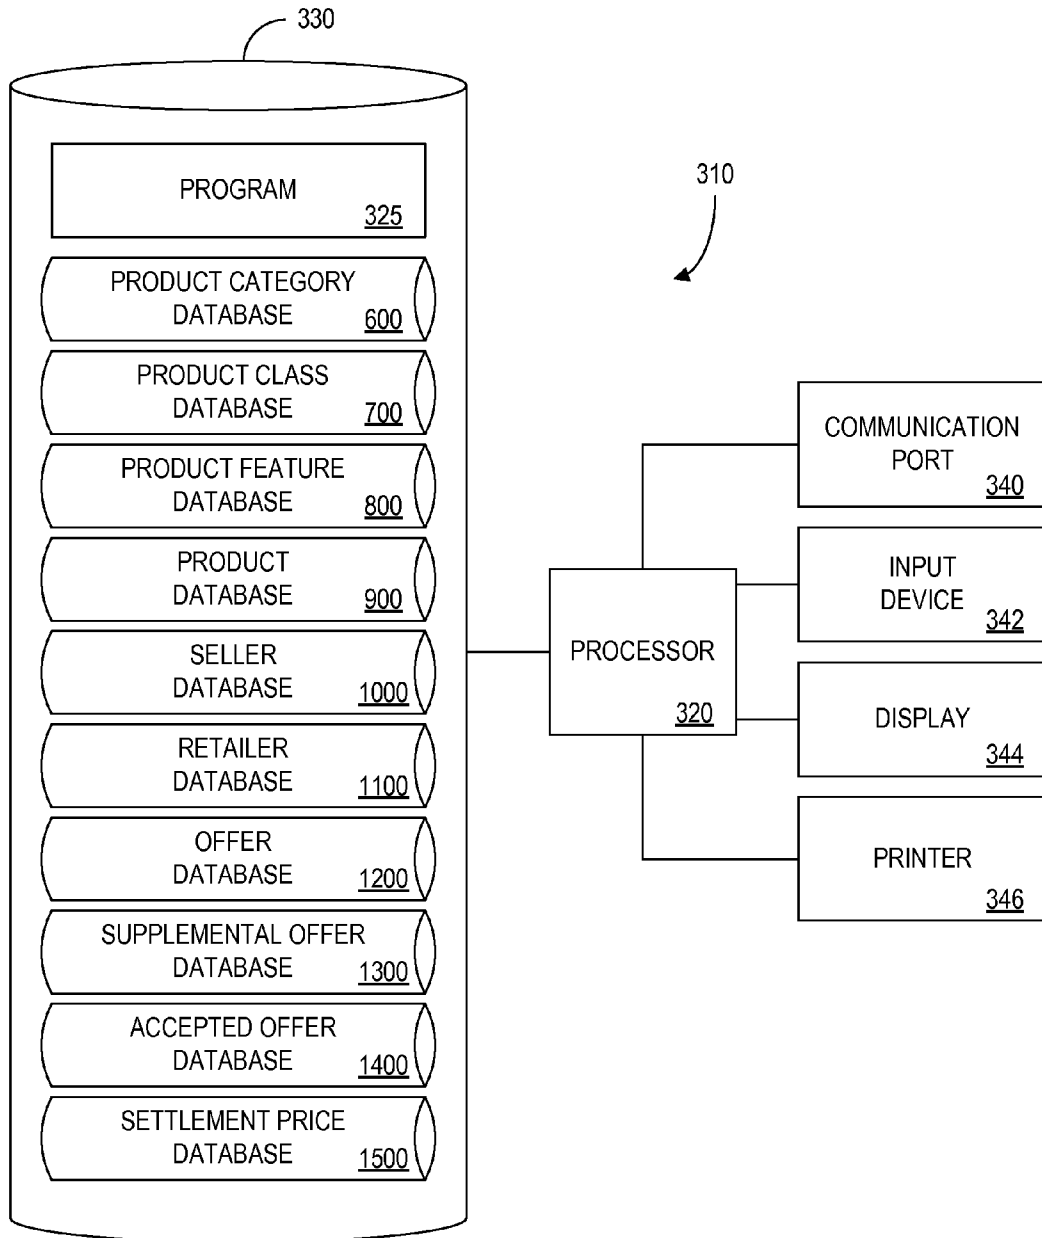 330
PROGRAM
325
310
PRODUCT CATEGORY
DATABASE
600
PRODUCT CLASS
DATABASE
700
PRODUCT FEATURE
DATABASE
800
PRODUCT
DATABASE
900
SELLER
DATABASE
1000
RETAILER
DATABASE
1100
OFFER
DATABASE
1200
SUPPLEMENTAL OFFER
DATABASE
1300
ACCEPTED OFFER
DATABASE
1400
SETTLEMENT PRICE
DATABASE
1500
PROCESSOR
320
COMMUNICATION
PORT
340
INPUT
DEVICE
342
DISPLAY
344
PRINTER
346